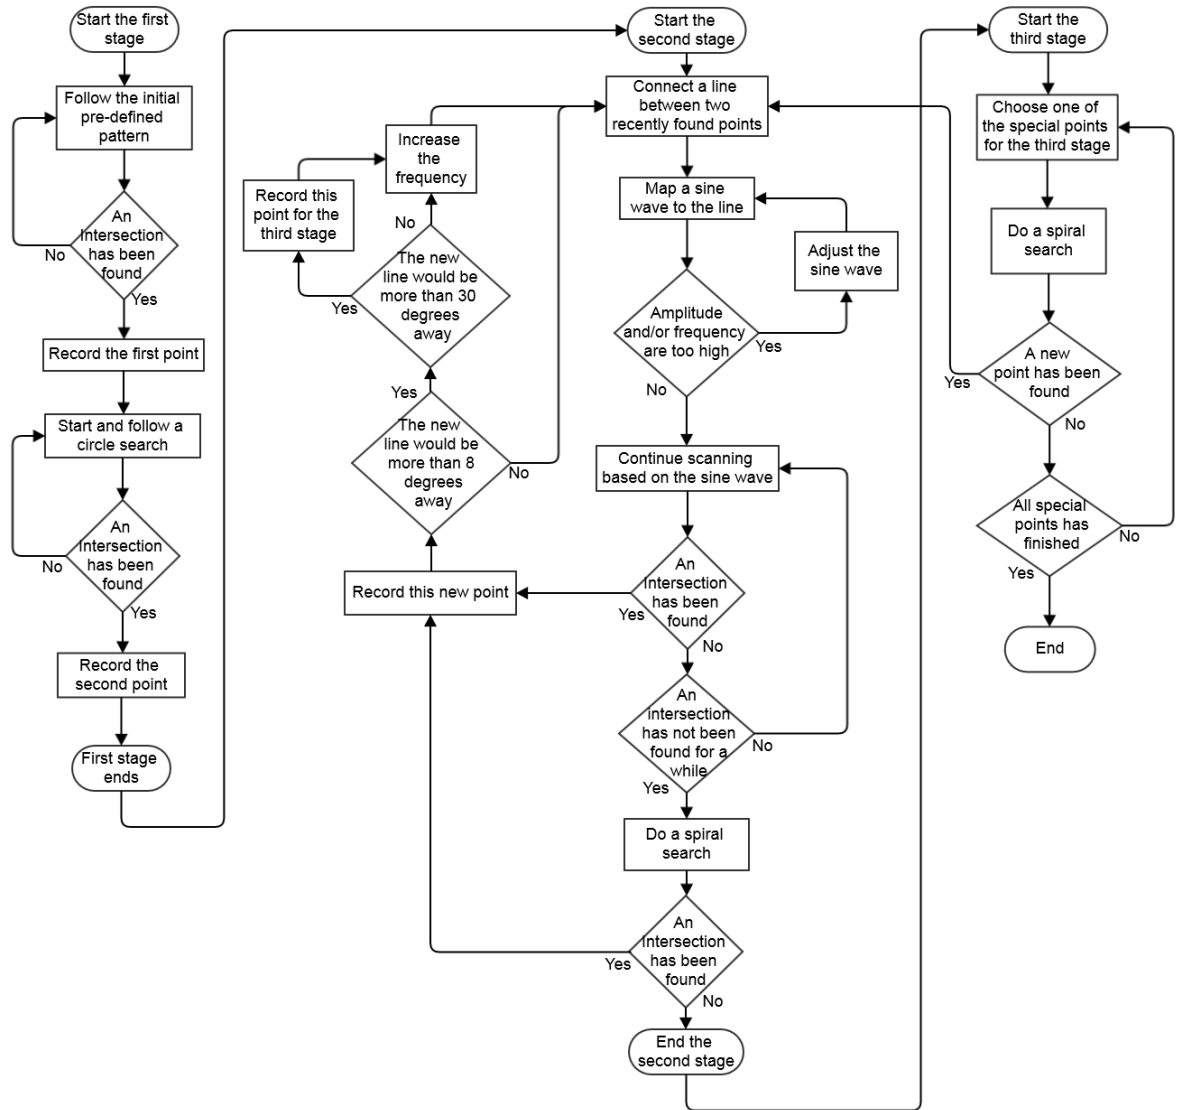 Start the first
stage
Follow the initial
pre-defined
pattern
An
Intersection
has been
found
No
Yes
Record the first point
Start and follow a
circle search
An
Intersection
has been
found
No
Yes
Record the
second point
First stage
ends
Start the
second stage
Connect a line
between two
recently found points
Increase
the
frequency
Record this
point for the
third stage
No
The new
line would be
more than 30
degrees
away
Yes
Yes
The new
line would be
more than 8
degrees
away
No
Record this new point
Map a sine
wave to the line
Adjust the
sine wave
Amplitude
and/or frequency
are too high
Yes
No
Continue scanning
based on the sine wave
An
Intersection
has been
found
Yes
No
An
intersection
has not been
found for a
while
No
Yes
Do a spiral
search
An
Intersection
has been
found
Yes
No
End the
second stage
Start the
third stage
Choose one of
the special points
for the third stage
Do a spiral
search
A new
point has been
found
Yes
No
All special
points has
finished
No
Yes
End